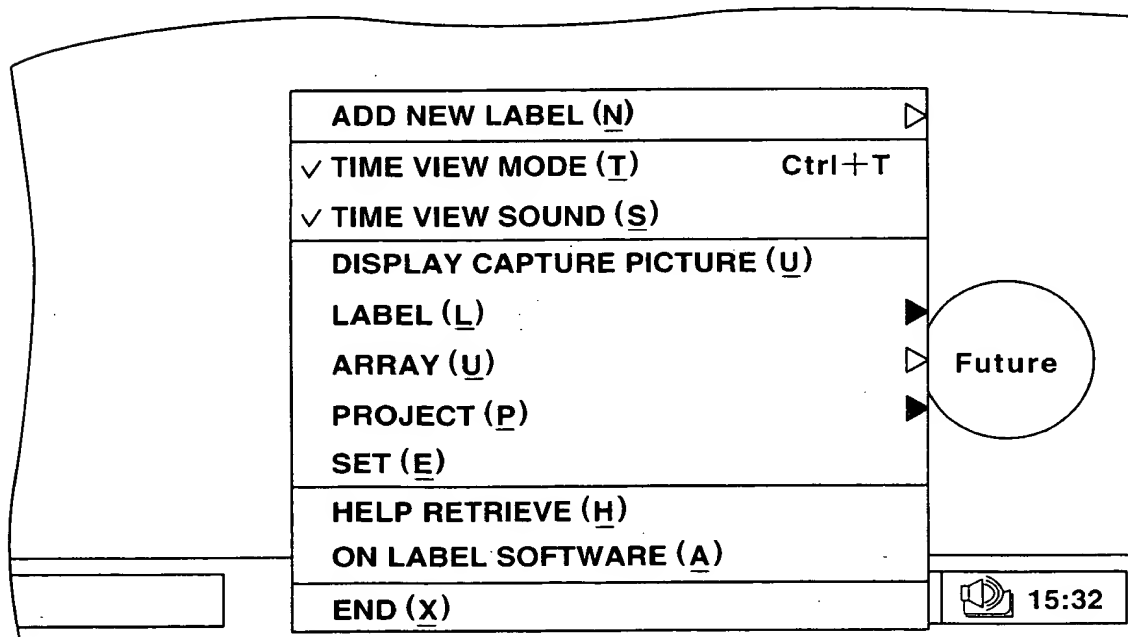 ADD NEW LABEL (N)
✓ TIME VIEW MODE (T) Ctrl+T
✓ TIME VIEW SOUND (S)
DISPLAY CAPTURE PICTURE (U)
LABEL (L)
ARRAY (U)
Future
PROJECT (P)
SET (E)
HELP RETRIEVE (H)
ON LABEL SOFTWARE (A)
END (X)
15:32